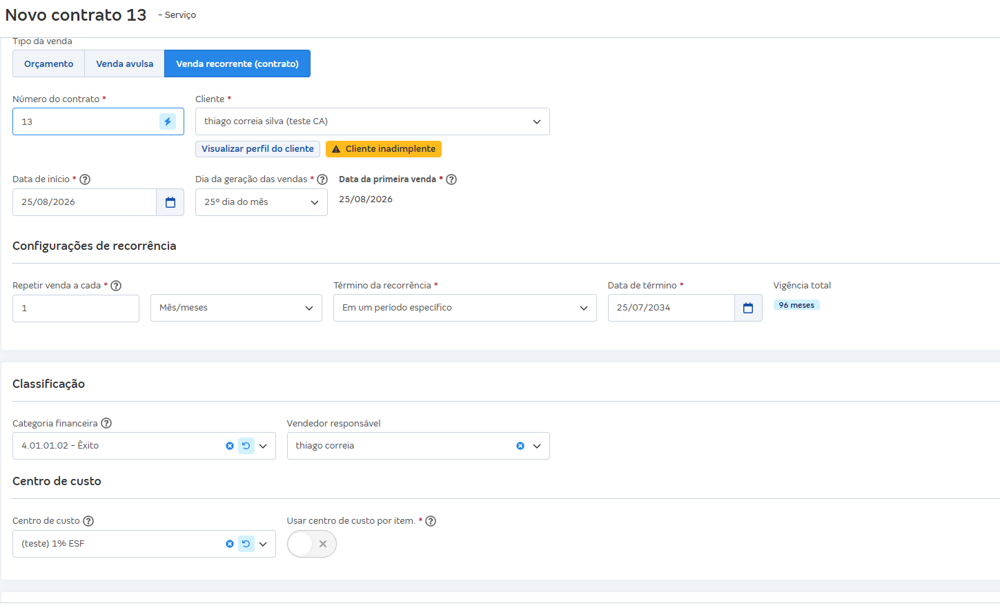 Novo contrato 13 - Serviço
Tipo da venda
Orçamento Venda avulsa Venda recorrente (contrato)
Número do contrato * Cliente *
13 thiago correia silva (teste CA)
Visualizar perfil do cliente Cliente inadimplente
Data de início * ? Dia da geração das vendas * ? Data da primeira venda * ?
25/08/2026 25º dia do mês 25/08/2026
Configurações de recorrência
Repetir venda a cada * ? Término da recorrência * Data de término * Vigência total
1 Mês/meses Em um período específico 25/07/2034 96 meses
Classificação
Categoria financeira ? Vendedor responsável
4.01.01.02 - Êxito thiago correia
Centro de custo
Centro de custo ? Usar centro de custo por item. * ?
(teste) 1% ESF